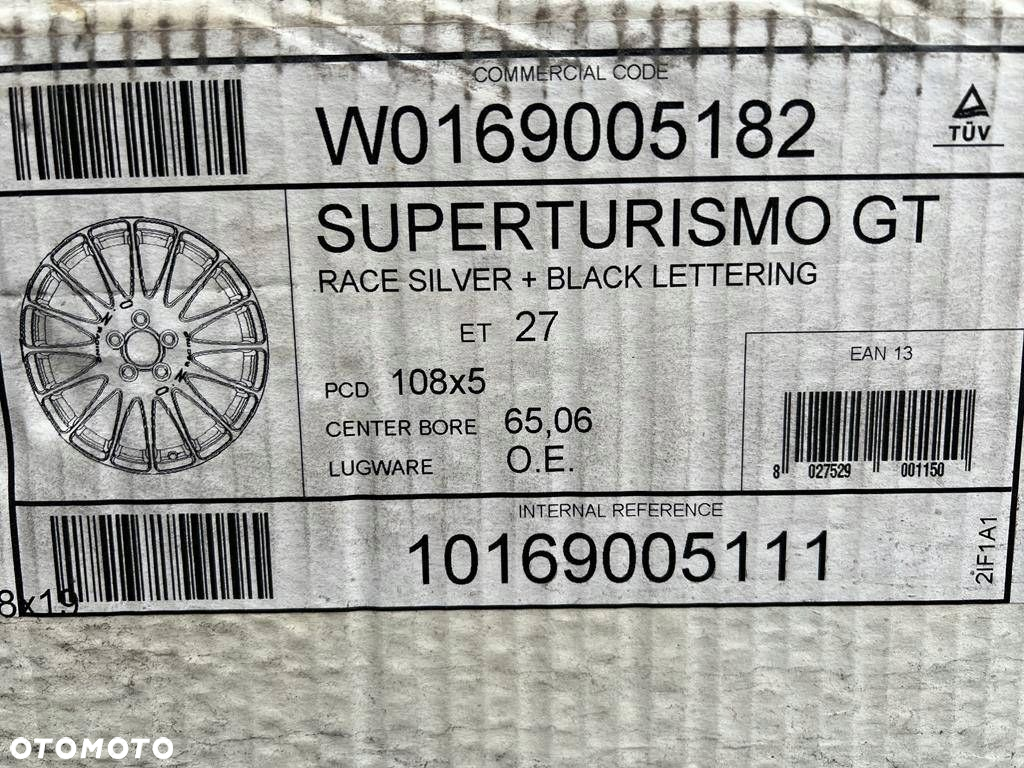 COMMERCIAL CODE
W0169005182
TÜV
SUPERTURISMO GT
RACE SILVER + BLACK LETTERING
ET 27
PCD 108x5
CENTER BORE 65,06
LUGWARE O.E.
EAN 13
8 027529 001150
INTERNAL REFERENCE
10169005111
2IF1A1
8x19
OTOMOTO